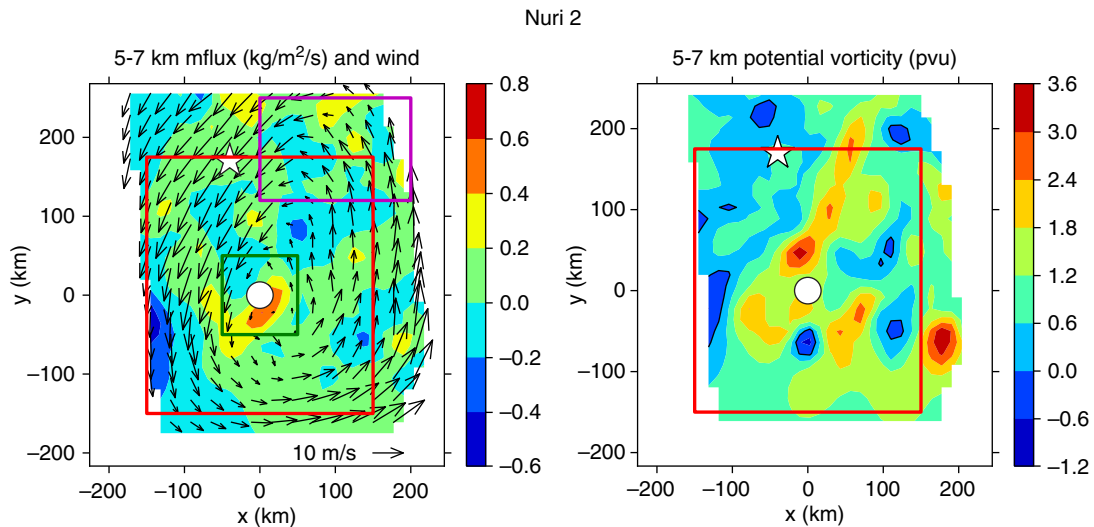 Nuri 2
5-7 km mflux (kg/m²/s) and wind
5-7 km potential vorticity (pvu)
y (km)
200
100
0
−100
−200
10 m/s
−200 −100 0 100 200
x (km)
0.8
0.6
0.4
0.2
0.0
−0.2
−0.4
−0.6
y (km)
200
100
0
−100
−200
−200 −100 0 100 200
x (km)
3.6
3.0
2.4
1.8
1.2
0.6
0.0
−0.6
−1.2